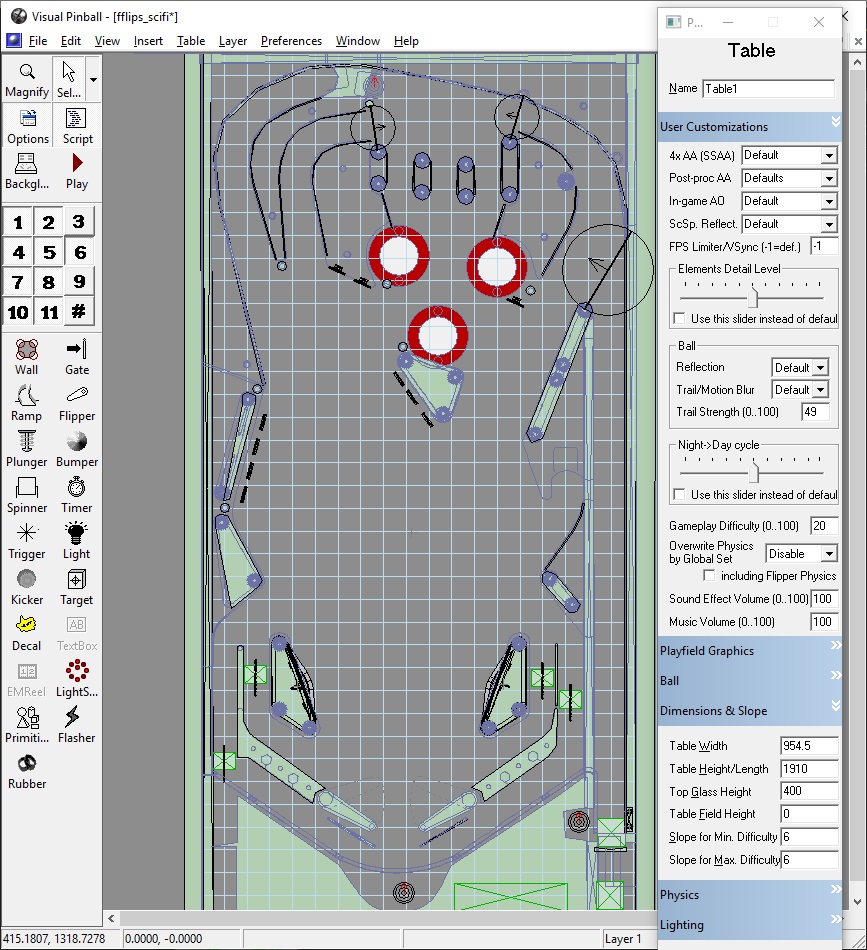 Visual Pinball - [fflips_scifi*]
File Edit View Insert Table Layer Preferences Window Help
Magnify Sel...
Options Script
Backgl... Play
1 2 3
4 5 6
7 8 9
10 11 #
Wall Gate
Ramp Flipper
Plunger Bumper
Spinner Timer
Trigger Light
Kicker Target
Decal TextBox
EMReel LightS...
Primiti... Flasher
Rubber
P...
Table
Name Table1
User Customizations
4x AA (SSAA) Default
Post-proc AA Defaults
In-game AO Default
ScSp. Reflect. Default
FPS Limiter/VSync (-1=def.) -1
Elements Detail Level
Use this slider instead of defaul
Ball
Reflection Default
Trail/Motion Blur Default
Trail Strength (0..100) 49
Night->Day cycle
Use this slider instead of defaul
Gameplay Difficulty (0..100) 20
Overwrite Physics
by Global Set Disable
including Flipper Physics
Sound Effect Volume (0..100) 100
Music Volume (0..100) 100
Playfield Graphics
Ball
Dimensions & Slope
Table Width 954.5
Table Height/Length 1910
Top Glass Height 400
Table Field Height 0
Slope for Min. Difficulty 6
Slope for Max. Difficulty 6
Physics
Lighting
415.1807, 1318.7278 0.0000, -0.0000 Layer 1